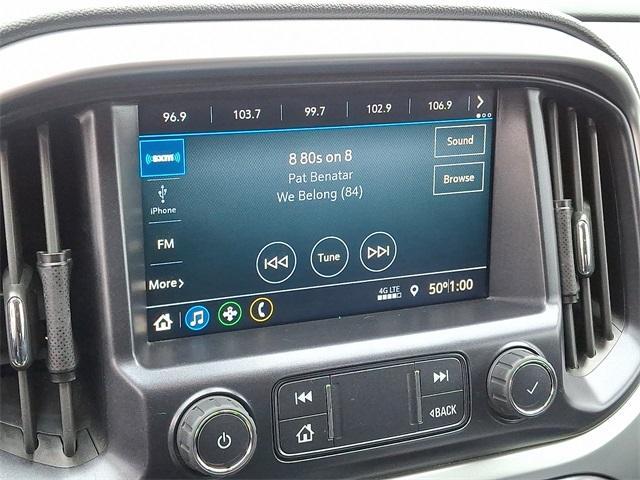 96.9 103.7 99.7 102.9 106.9
((SXM))
8 80s on 8
Sound
Pat Benatar
We Belong (84)
Browse
iPhone
FM
Tune
More
4G LTE
50° 1:00
BACK